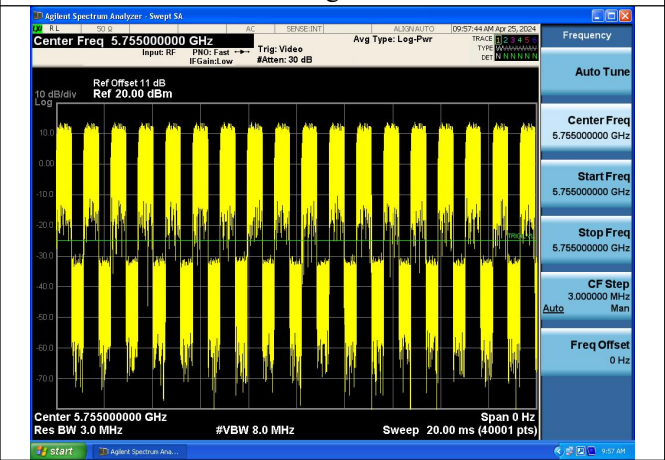 Agilent Spectrum Analyzer - Swept SA
RL 50 Ω AC SENSE:INT ALIGNAUTO 09:57:44 AM Apr 25, 2024
Center Freq 5.755000000 GHz
Input: RF PNO: Fast Trig: Video Avg Type: Log-Pwr TRACE 1 2 3 4 5 6
IFGain:Low #Atten: 30 dB TYPE
DET N N N N N N
Frequency
Auto Tune
Ref Offset 11 dB
10 dB/div Ref 20.00 dBm
Log
10.0
0.00
-10.0
-20.0
-30.0
-40.0
-50.0
-60.0
-70.0
Center Freq
5.755000000 GHz
Start Freq
5.755000000 GHz
Stop Freq
5.755000000 GHz
CF Step
3.000000 MHz
Auto Man
Freq Offset
0 Hz
Center 5.755000000 GHz Span 0 Hz
Res BW 3.0 MHz #VBW 8.0 MHz Sweep 20.00 ms (40001 pts)
start Agilent Spectrum Ana... 9:57 AM